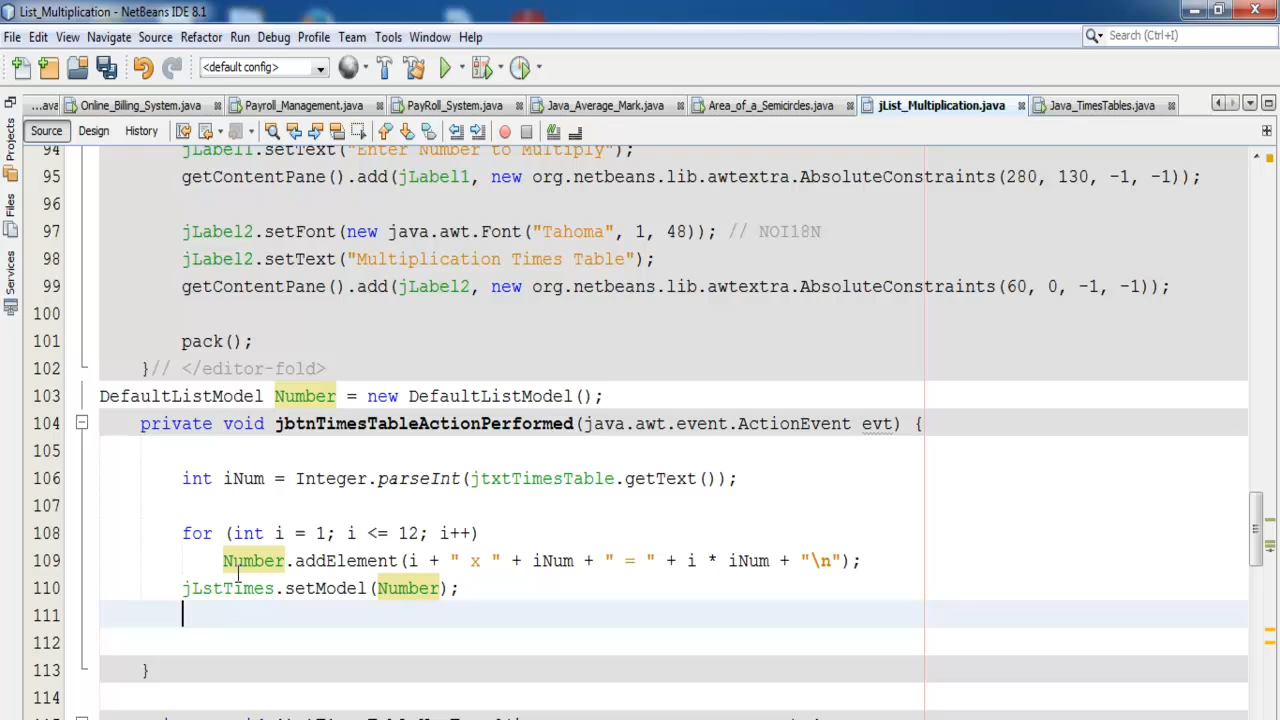 List_Multiplication - NetBeans IDE 8.1
File Edit View Navigate Source Refactor Run Debug Profile Team Tools Window Help
Search (Ctrl+I)
<default config>
...ava Online_Billing_System.java Payroll_Management.java PayRoll_System.java Java_Average_Mark.java Area_of_a_Semicirdes.java jList_Multiplication.java Java_TimesTables.java
Source Design History
Projects
Files
Services
94 jLabel1.setText("Enter Number to Multiply");
95 getContentPane().add(jLabel1, new org.netbeans.lib.awtextra.AbsoluteConstraints(280, 130, -1, -1));
96
97 jLabel2.setFont(new java.awt.Font("Tahoma", 1, 48)); // NOI18N
98 jLabel2.setText("Multiplication Times Table");
99 getContentPane().add(jLabel2, new org.netbeans.lib.awtextra.AbsoluteConstraints(60, 0, -1, -1));
100
101 pack();
102 }// </editor-fold>
103 DefaultListModel Number = new DefaultListModel();
104 private void jbtnTimesTableActionPerformed(java.awt.event.ActionEvent evt) {
105
106 int iNum = Integer.parseInt(jtxtTimesTable.getText());
107
108 for (int i = 1; i <= 12; i++)
109 Number.addElement(i + " x " + iNum + " = " + i * iNum + "\n");
110 jLstTimes.setModel(Number);
111
112
113 }
114